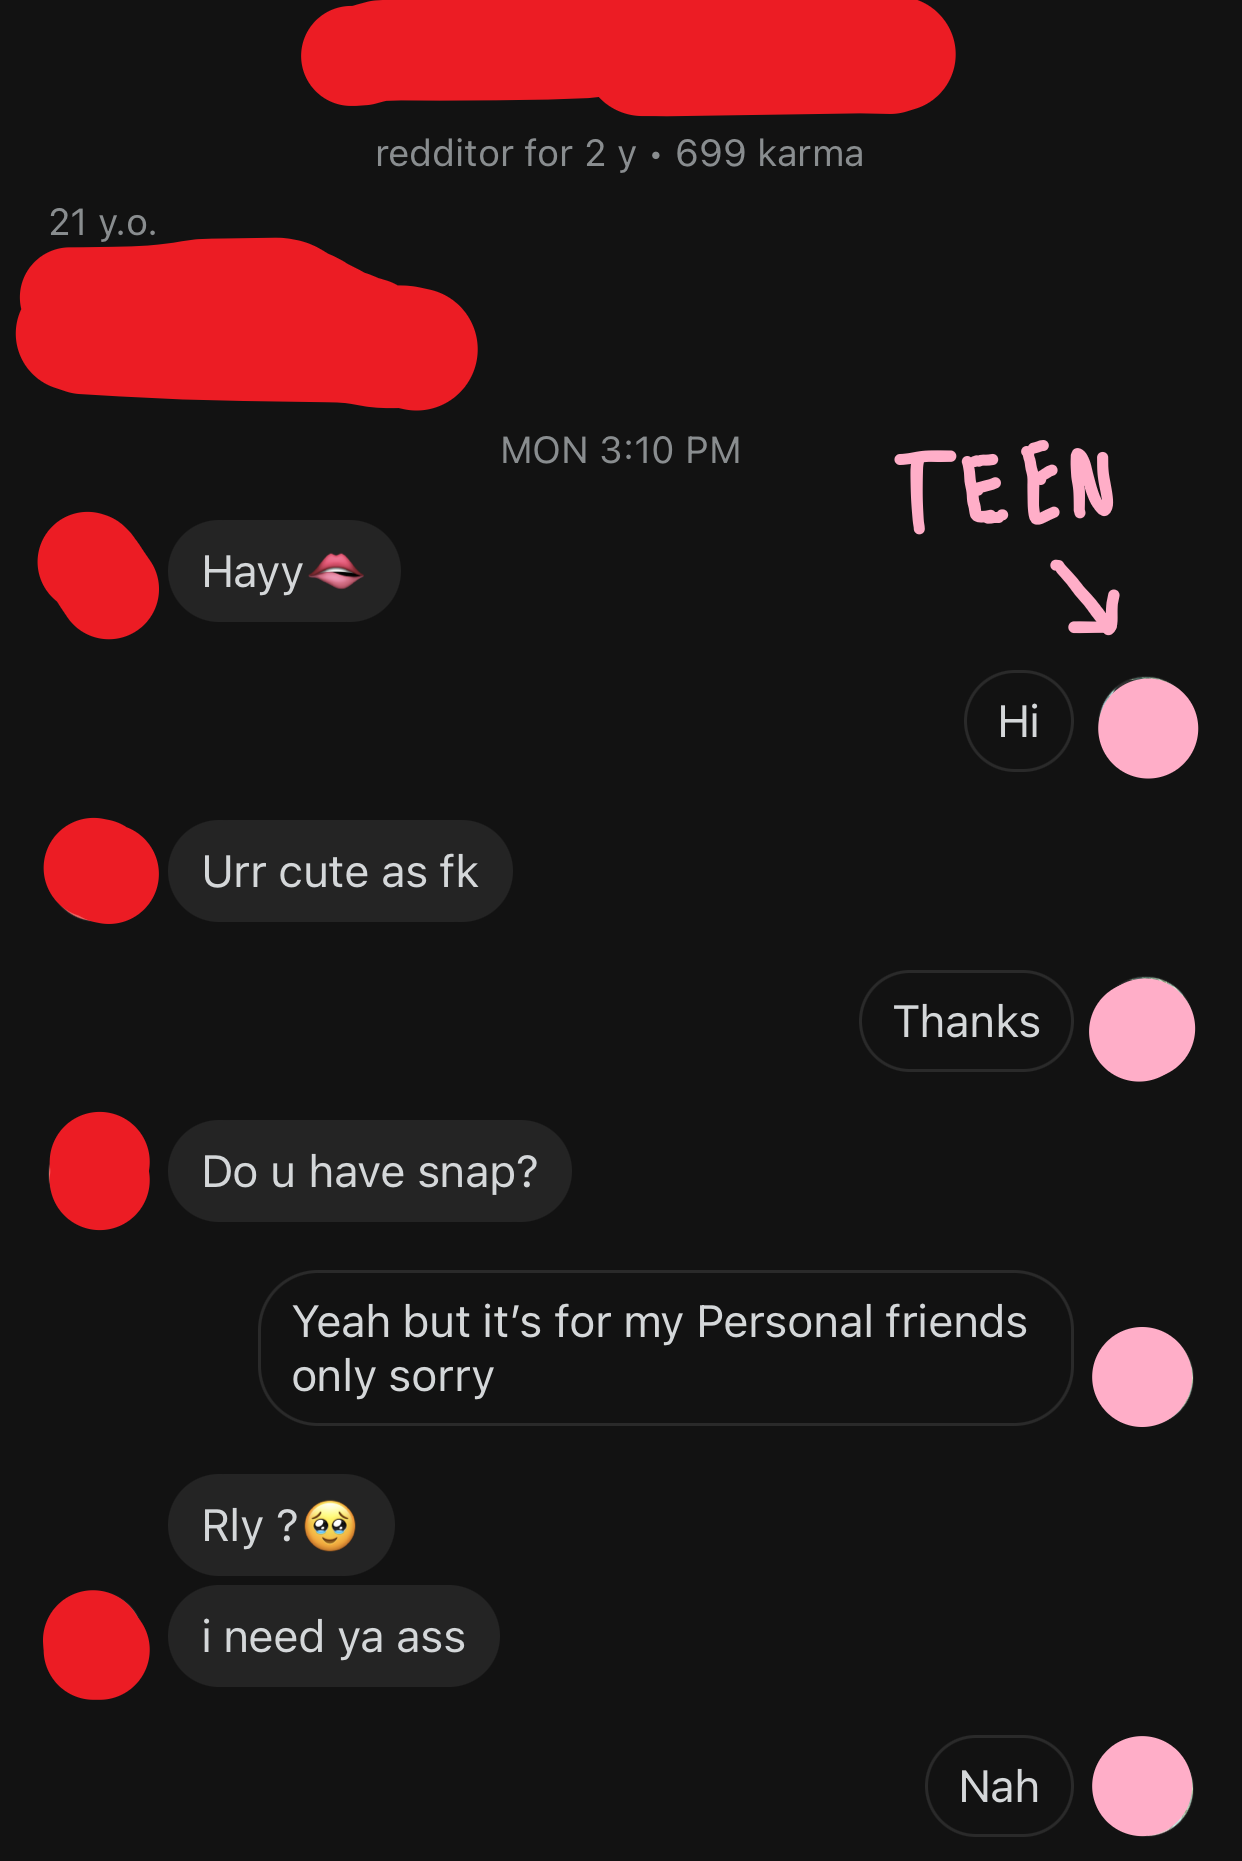 redditor for 2 y • 699 karma
21 y.o.
MON 3:10 PM
TEEN
Hayy🫦
Hi
Urr cute as fk
Thanks
Do u have snap?
Yeah but it’s for my Personal friends
only sorry
Rly ?🥹
i need ya ass
Nah